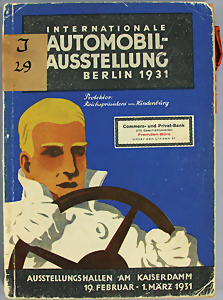 J
29
INTERNATIONALE
AUTOMOBIL-
AUSSTELLUNG
BERLIN 1931
Protektor:
Reichspräsident von Hindenburg
Commerz- und Privat-Bank
Fremden-Büro
AUSSTELLUNGSHALLEN AM KAISERDAMM
19. FEBRUAR - 1. MÄRZ 1931